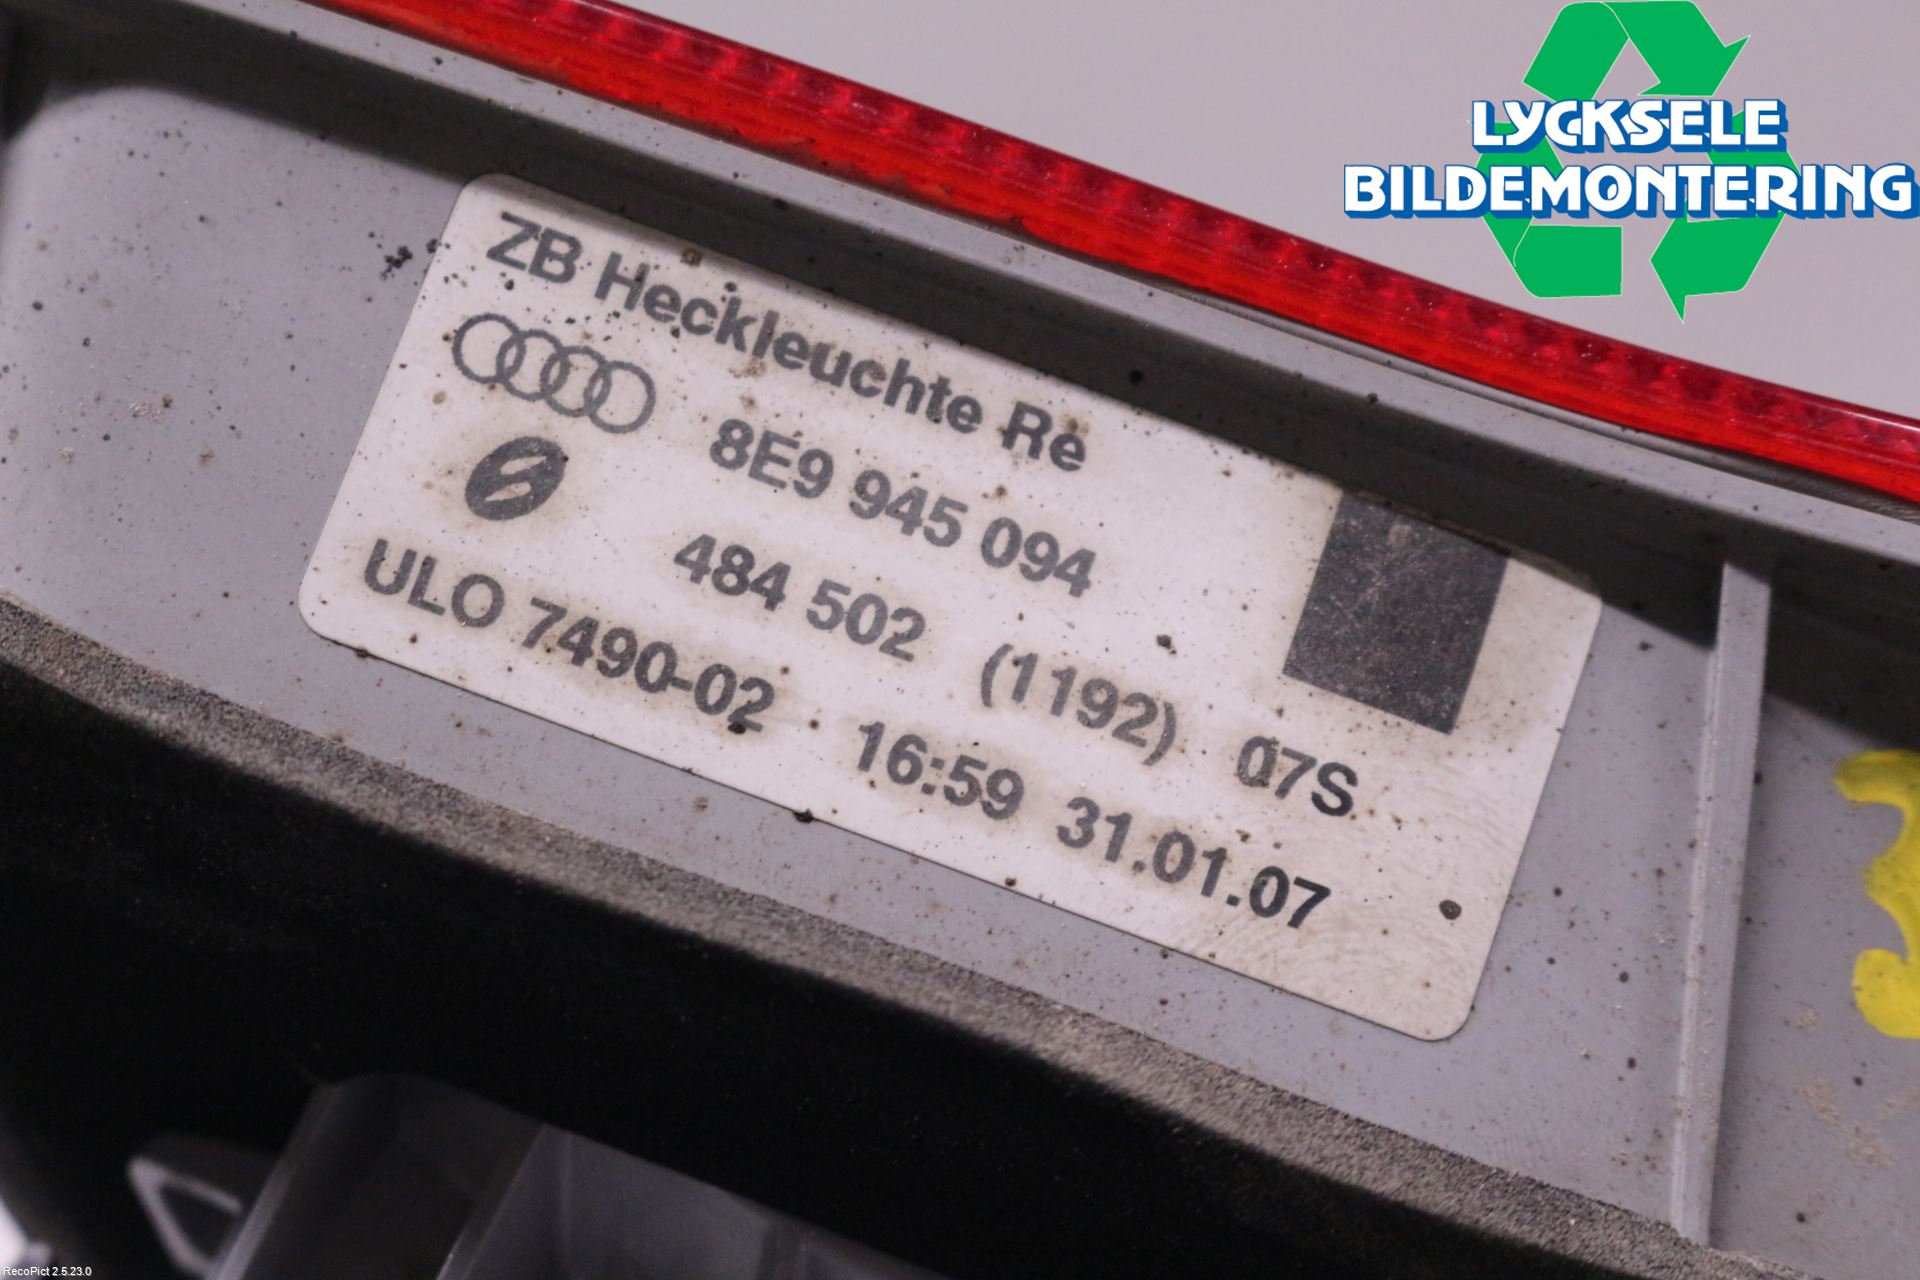 LYCKSELE
BILDEMONTERING
ZB Heckleuchte Re
8E9 945 094
484 502 (1192) 07S
ULO 7490-02 16:59 31.01.07
RecoPict 2.5.23.0